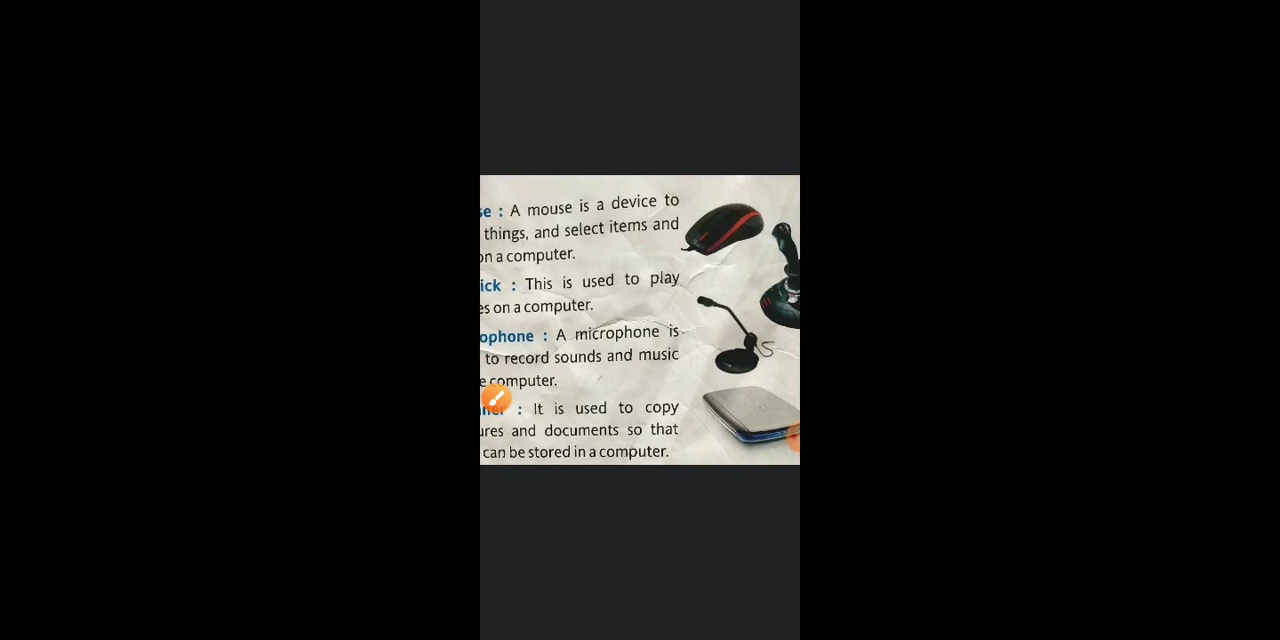 se : A mouse is a device to
things, and select items and
on a computer.
ick : This is used to play
es on a computer.
ophone : A microphone is
to record sounds and music
e computer.
ner : It is used to copy
ures and documents so that
can be stored in a computer.